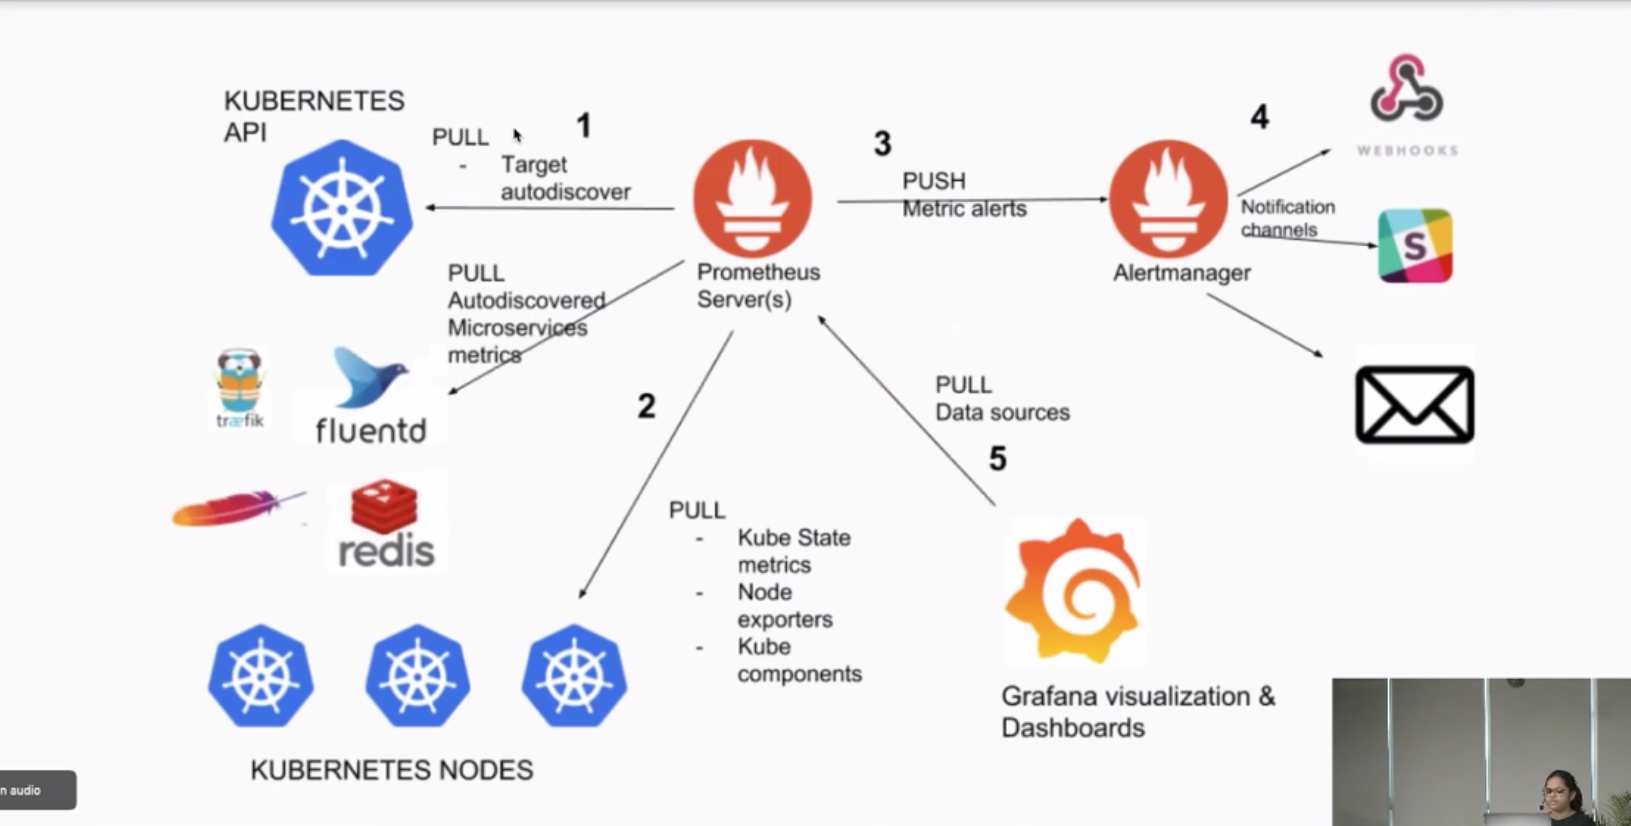 KUBERNETES
API
PULL
1
- Target
autodiscover
3
PUSH
Metric alerts
4
WEBHOOKS
Notification
channels
S
Prometheus
Server(s)
Alertmanager
PULL
Autodiscovered
Microservices
metrics
træfik
fluentd
redis
2
PULL
Data sources
5
PULL
- Kube State
metrics
- Node
exporters
- Kube
components
Grafana visualization &
Dashboards
KUBERNETES NODES
n audio